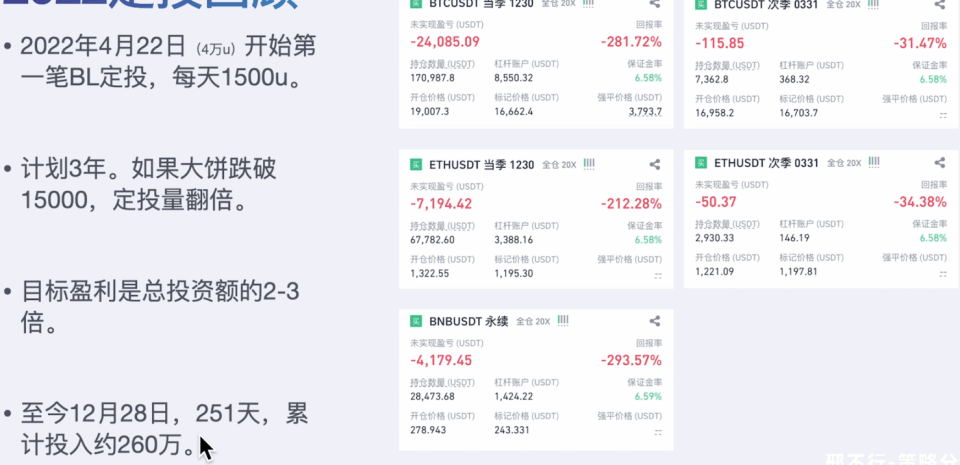 2022定投回顾
• 2022年4月22日（4万u）开始第
一笔BL定投，每天1500u。
• 计划3年。如果大饼跌破
15000，定投量翻倍。
• 目标盈利是总投资额的2-3
倍。
• 至今12月28日，251天，累
计投入约260万。
买 BTCUSDT 当季 1230 全仓 20X
未实现盈亏 (USDT) 回报率
-24,085.09 -281.72%
持仓数量 (USDT) 杠杆账户 (USDT) 保证金率
170,987.8 8,550.32 6.58%
开仓价格 (USDT) 标记价格 (USDT) 强平价格 (USDT)
19,007.3 16,662.4 3,793.7
买 BTCUSDT 次季 0331 全仓 20X
未实现盈亏 (USDT) 回报率
-115.85 -31.47%
持仓数量 (USDT) 杠杆账户 (USDT) 保证金率
7,362.8 368.32 6.58%
开仓价格 (USDT) 标记价格 (USDT) 强平价格 (USDT)
16,958.2 16,703.7 --
买 ETHUSDT 当季 1230 全仓 20X
未实现盈亏 (USDT) 回报率
-7,194.42 -212.28%
持仓数量 (USDT) 杠杆账户 (USDT) 保证金率
67,782.60 3,388.16 6.58%
开仓价格 (USDT) 标记价格 (USDT) 强平价格 (USDT)
1,322.55 1,195.30 --
买 ETHUSDT 次季 0331 全仓 20X
未实现盈亏 (USDT) 回报率
-50.37 -34.38%
持仓数量 (USDT) 杠杆账户 (USDT) 保证金率
2,930.33 146.19 6.58%
开仓价格 (USDT) 标记价格 (USDT) 强平价格 (USDT)
1,221.09 1,197.81 --
买 BNBUSDT 永续 全仓 20X
未实现盈亏 (USDT) 回报率
-4,179.45 -293.57%
持仓数量 (USDT) 杠杆账户 (USDT) 保证金率
28,473.68 1,424.22 6.59%
开仓价格 (USDT) 标记价格 (USDT) 强平价格 (USDT)
278.943 243.331 --
邢不行-策略分